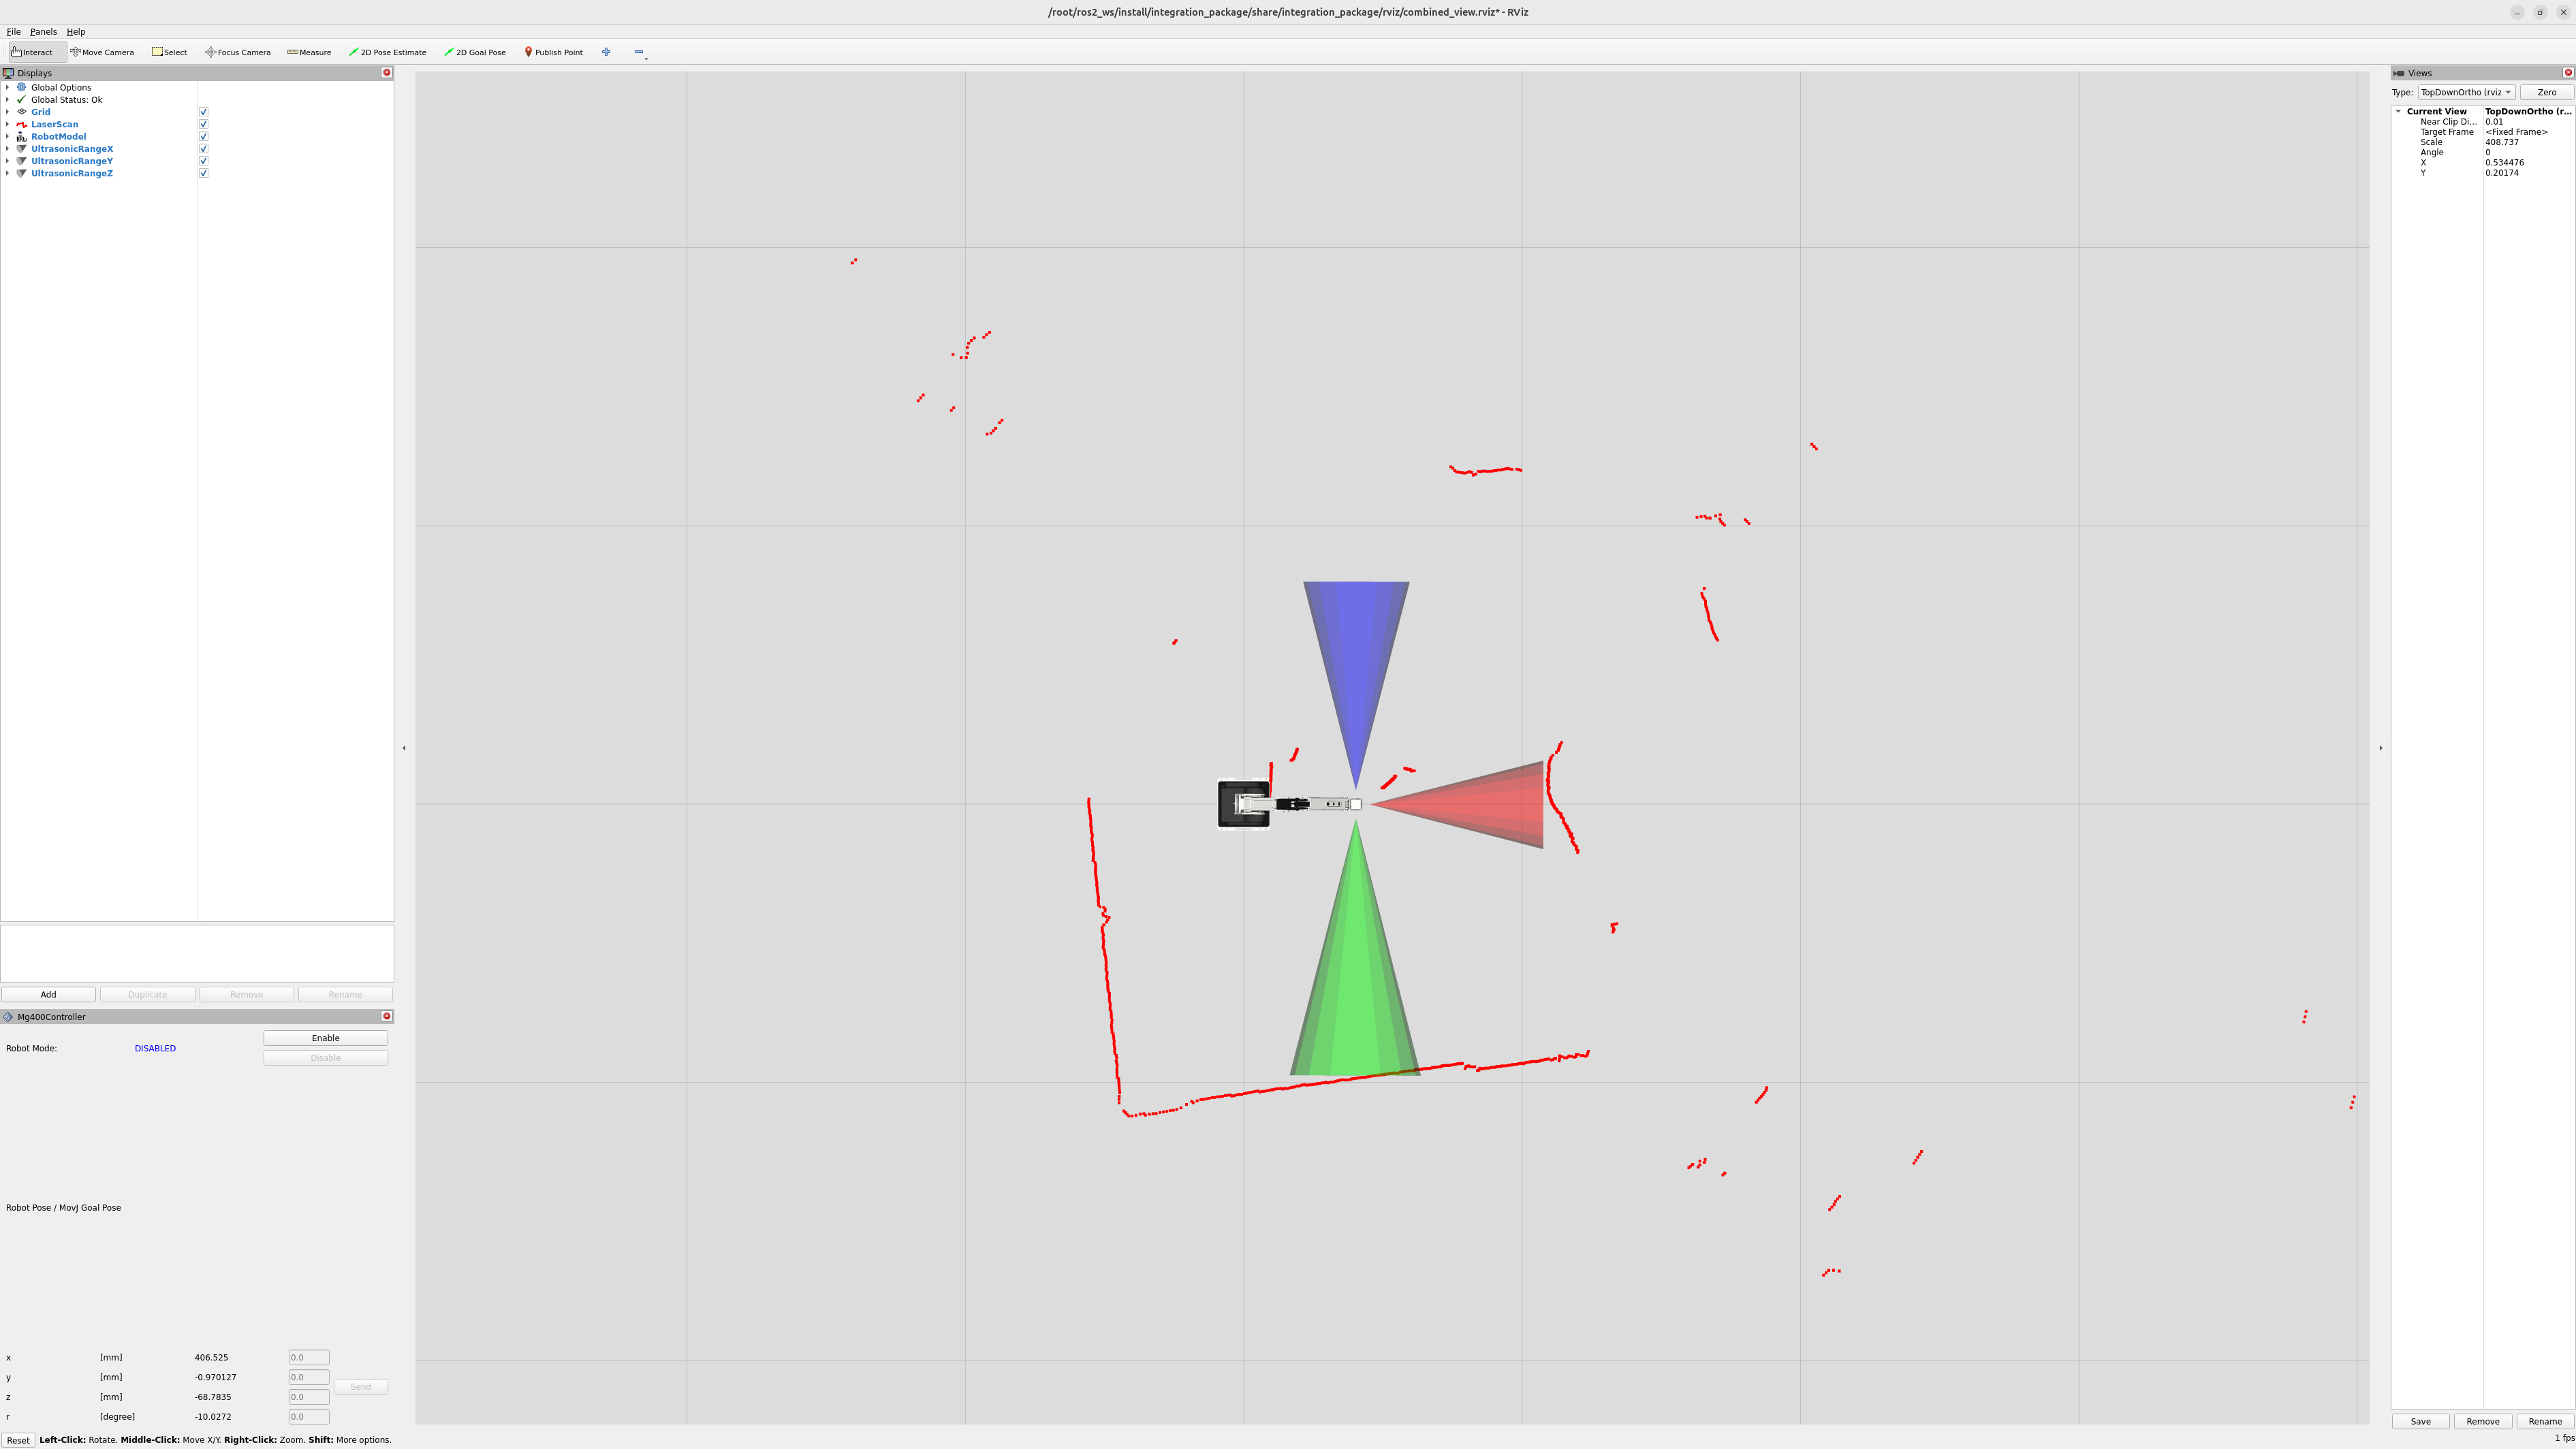 /root/ros2_ws/install/integration_package/share/integration_package/rviz/combined_view.rviz* - RViz
File Panels Help
Interact Move Camera Select Focus Camera Measure 2D Pose Estimate 2D Goal Pose Publish Point
Displays
Global Options
Global Status: Ok
Grid
LaserScan
RobotModel
UltrasonicRangeX
UltrasonicRangeY
UltrasonicRangeZ
Add Duplicate Remove Rename
Mg400Controller
Enable
Robot Mode: DISABLED
Disable
Robot Pose / MovJ Goal Pose
x [mm] 406.525 0.0
y [mm] -0.970127 0.0
Send
z [mm] -68.7835 0.0
r [degree] -10.0272 0.0
Reset Left-Click: Rotate. Middle-Click: Move X/Y. Right-Click: Zoom. Shift: More options.
Views
Type: TopDownOrtho (rviz Zero
Current View TopDownOrtho (r...
Near Clip Di... 0.01
Target Frame <Fixed Frame>
Scale 408.737
Angle 0
X 0.534476
Y 0.20174
Save Remove Rename
1 fps